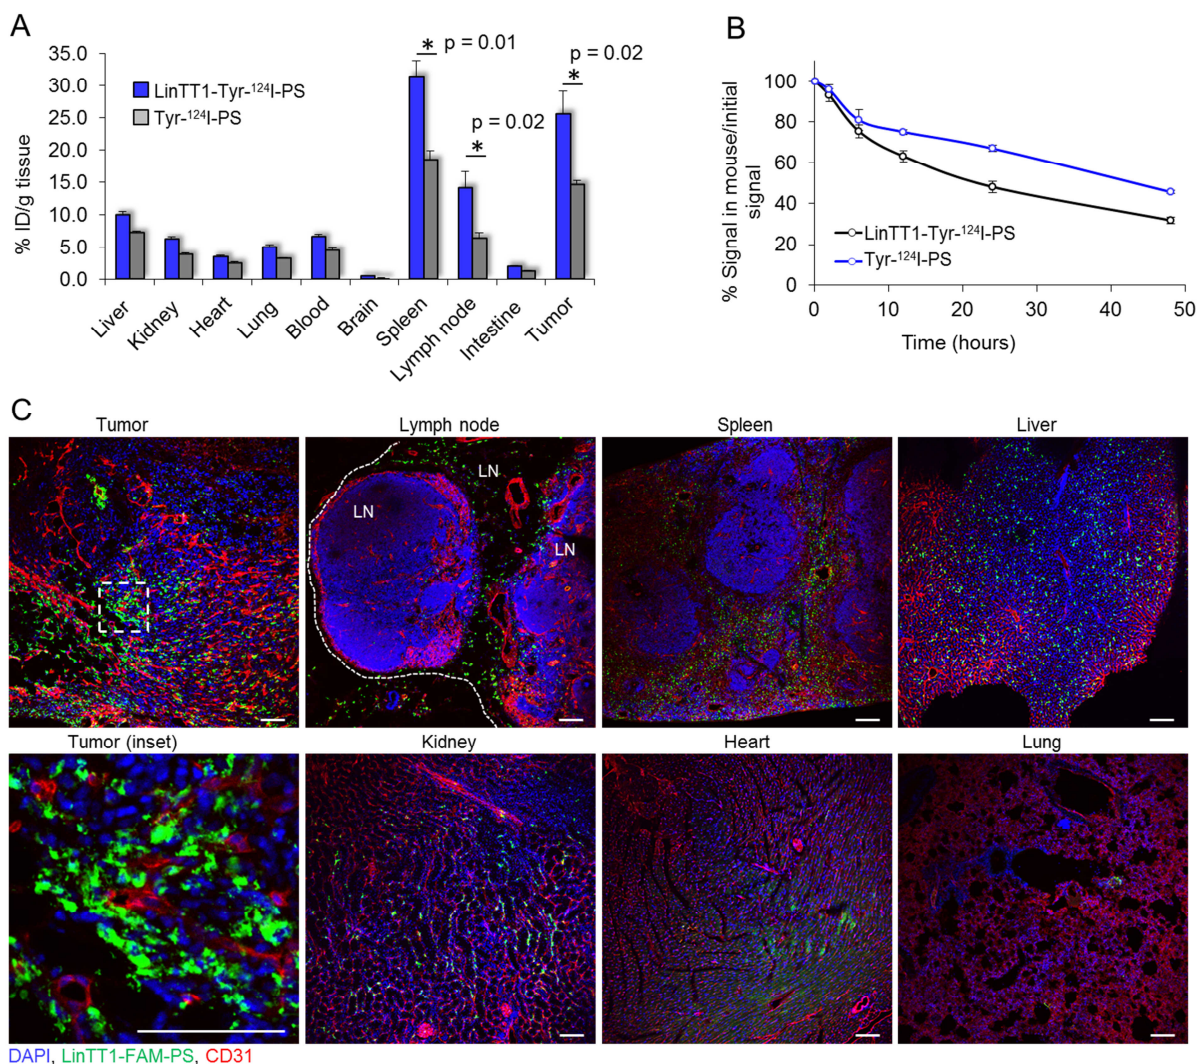 A
% ID/g tissue
35.0
30.0
25.0
20.0
15.0
10.0
5.0
0.0
LinTT1-Tyr-¹²⁴I-PS
Tyr-¹²⁴I-PS
* p = 0.01
p = 0.02
*
p = 0.02
*
Liver
Kidney
Heart
Lung
Blood
Brain
Spleen
Lymph node
Intestine
Tumor
B
% Signal in mouse/initial
signal
100
80
60
40
20
0
LinTT1-Tyr-¹²⁴I-PS
Tyr-¹²⁴I-PS
0 10 20 30 40 50
Time (hours)
C
Tumor Lymph node Spleen Liver
LN
LN
LN
Tumor (inset) Kidney Heart Lung
DAPI, LinTT1-FAM-PS, CD31